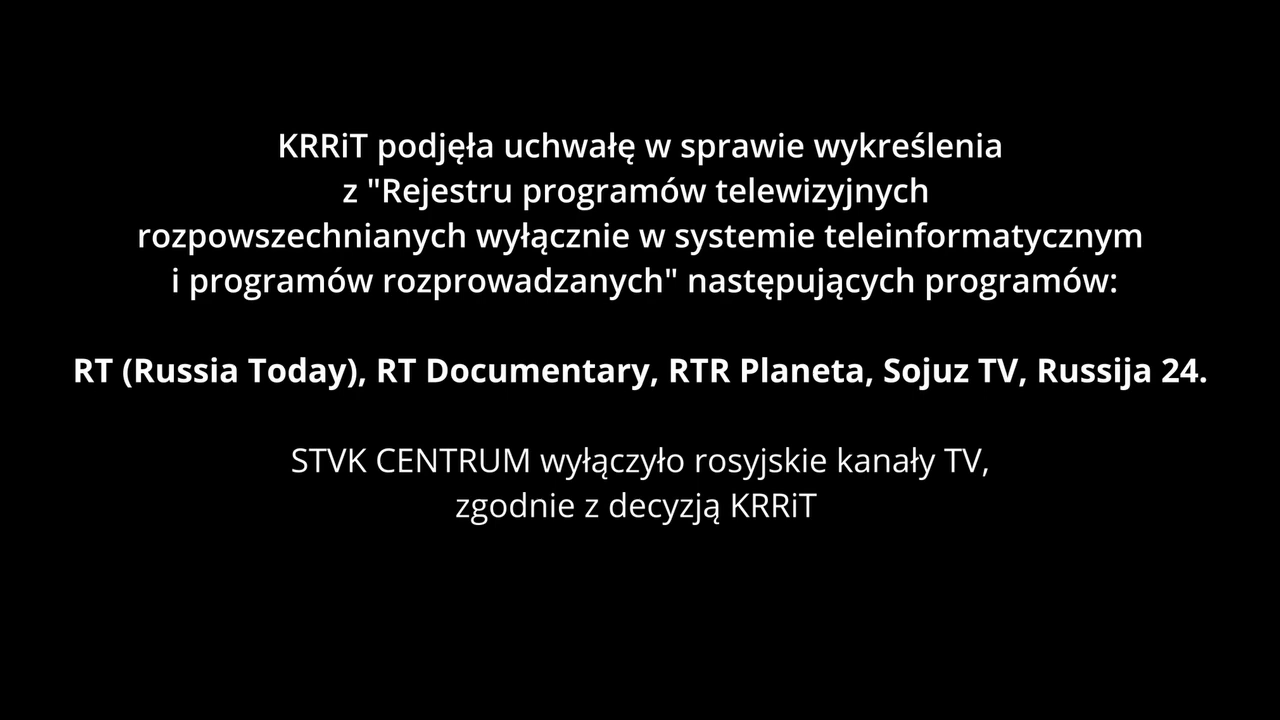 KRRiT podjęła uchwałę w sprawie wykreślenia
z "Rejestru programów telewizyjnych
rozpowszechnianych wyłącznie w systemie teleinformatycznym
i programów rozprowadzanych" następujących programów:
RT (Russia Today), RT Documentary, RTR Planeta, Sojuz TV, Russija 24.
STVK CENTRUM wyłączyło rosyjskie kanały TV,
zgodnie z decyzją KRRiT